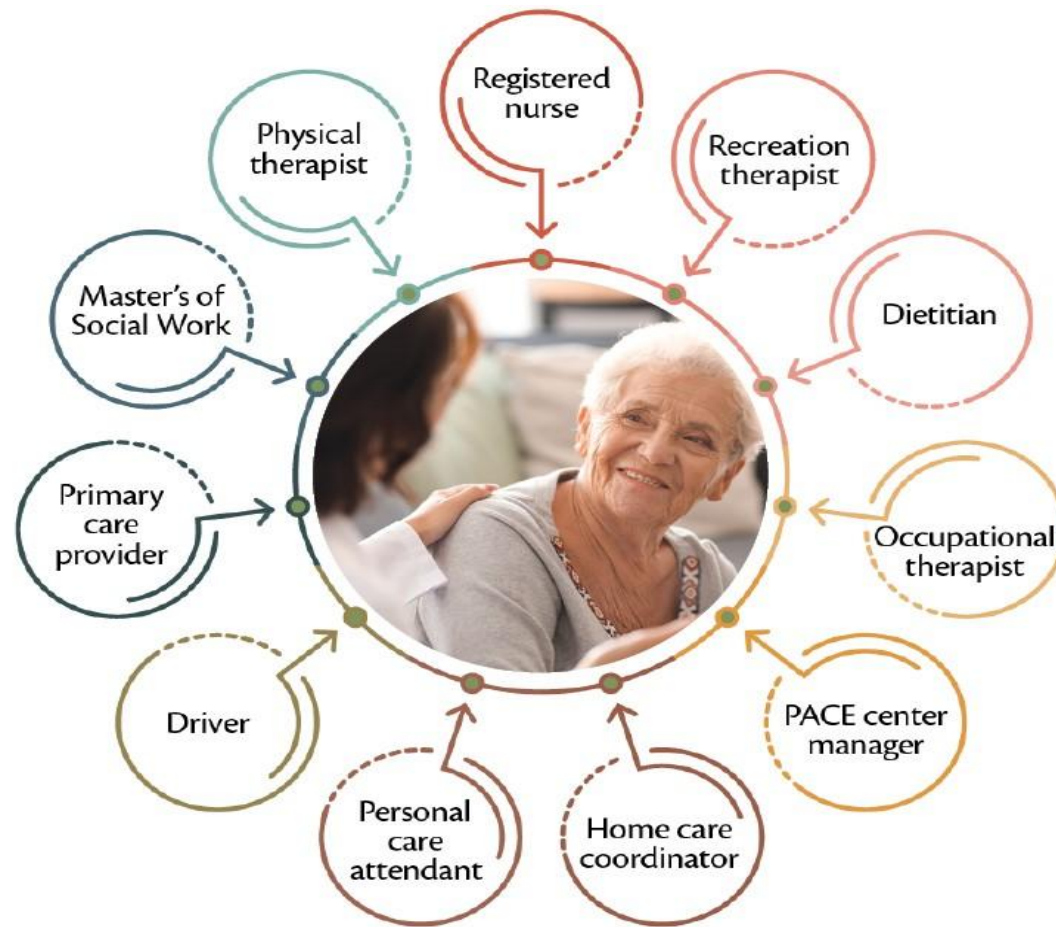 Registered
nurse
Recreation
therapist
Dietitian
Occupational
therapist
PACE center
manager
Home care
coordinator
Personal
care
attendant
Driver
Primary
care
provider
Master’s of
Social Work
Physical
therapist